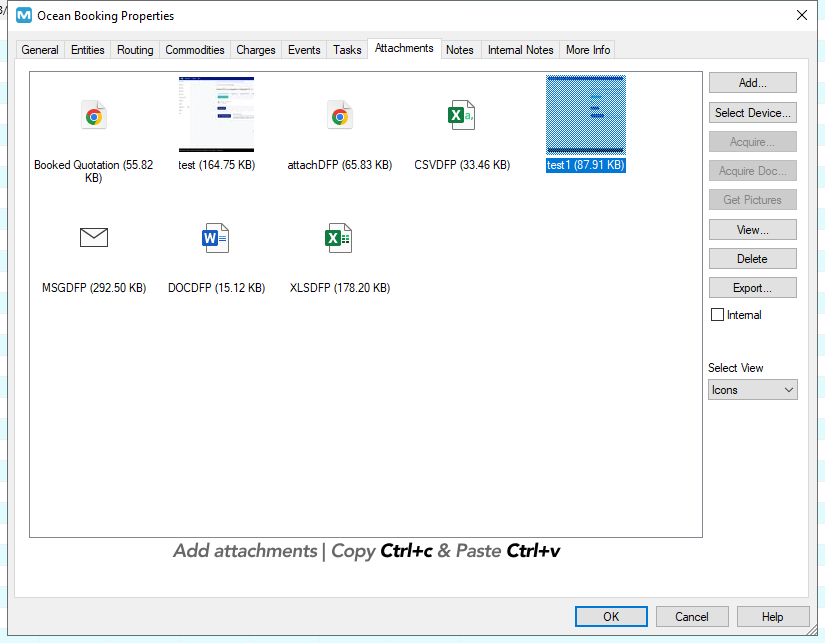 Ocean Booking Properties
General Entities Routing Commodities Charges Events Tasks Attachments Notes Internal Notes More Info
Booked Quotation (55.82
KB)
test (164.75 KB)
attachDFP (65.83 KB)
CSVDFP (33.46 KB)
test1 (87.91 KB)
MSGDFP (292.50 KB)
DOCDFP (15.12 KB)
XLSDFP (178.20 KB)
Add...
Select Device...
Acquire...
Acquire Doc...
Get Pictures
View...
Delete
Export...
Internal
Select View
Icons
Add attachments | Copy Ctrl+c & Paste Ctrl+v
OK Cancel Help